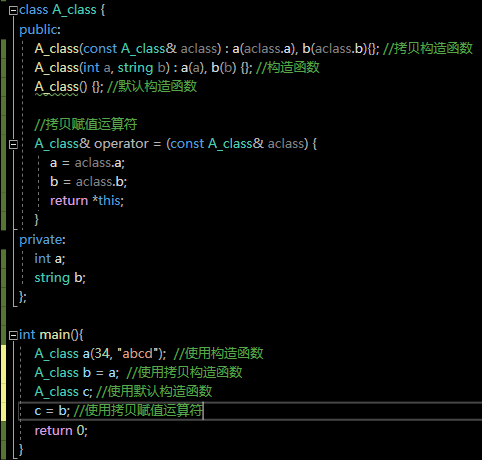 class A_class {
public:
A_class(const A_class& aclass) : a(aclass.a), b(aclass.b){}; //拷贝构造函数
A_class(int a, string b) : a(a), b(b) {}; //构造函数
A_class() {}; //默认构造函数
//拷贝赋值运算符
A_class& operator = (const A_class& aclass) {
a = aclass.a;
b = aclass.b;
return *this;
}
private:
int a;
string b;
};
int main(){
A_class a(34, "abcd");  //使用构造函数
A_class b = a;  //使用拷贝构造函数
A_class c; //使用默认构造函数
c = b; //使用拷贝赋值运算符
return 0;
}